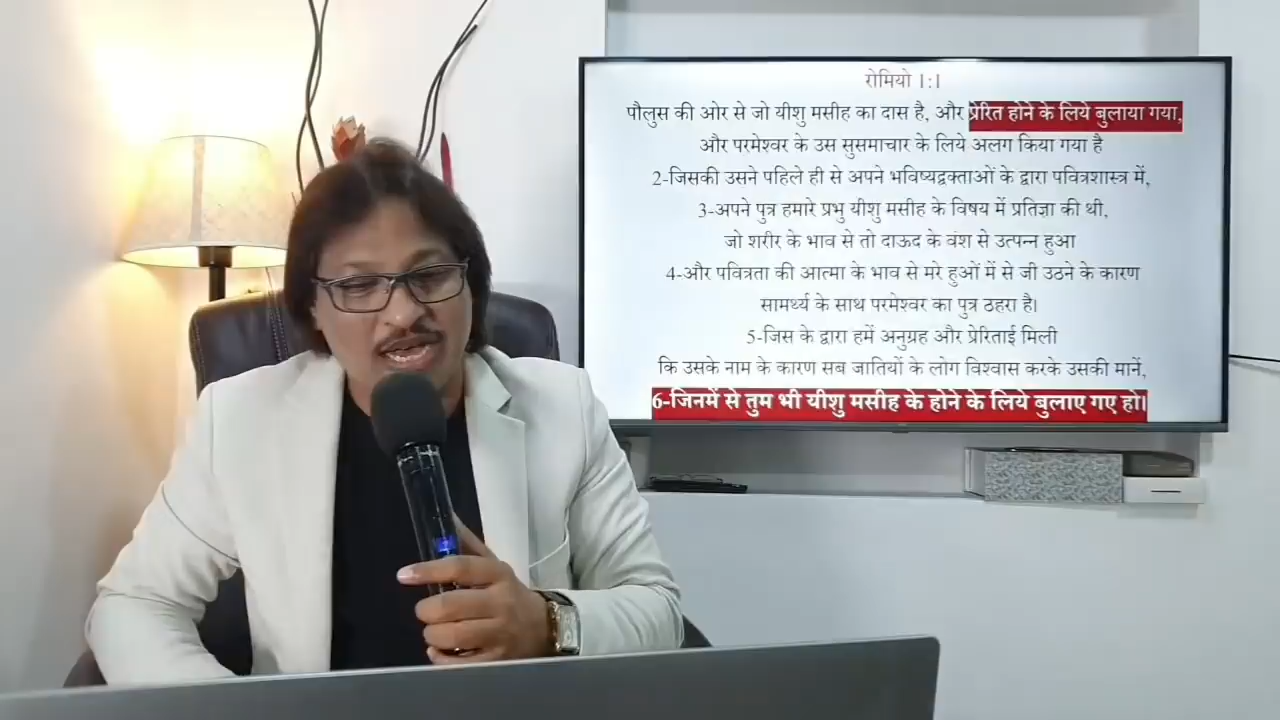 रोमियो 1:1
पौलुस की ओर से जो यीशु मसीह का दास है, और प्रेरित होने के लिये बुलाया गया,
और परमेश्वर के उस सुसमाचार के लिये अलग किया गया है
2-जिसकी उसने पहिले ही से अपने भविष्यद्वक्ताओं के द्वारा पवित्रशास्त्र में,
3-अपने पुत्र हमारे प्रभु यीशु मसीह के विषय में प्रतिज्ञा की थी,
जो शरीर के भाव से तो दाऊद के वंश से उत्पन्न हुआ
4-और पवित्रता की आत्मा के भाव से मरे हुओं में से जी उठने के कारण
सामर्थ्य के साथ परमेश्वर का पुत्र ठहरा है।
5-जिस के द्वारा हमें अनुग्रह और प्रेरिताई मिली
कि उसके नाम के कारण सब जातियों के लोग विश्वास करके उसकी मानें,
6-जिनमें से तुम भी यीशु मसीह के होने के लिये बुलाए गए हो।